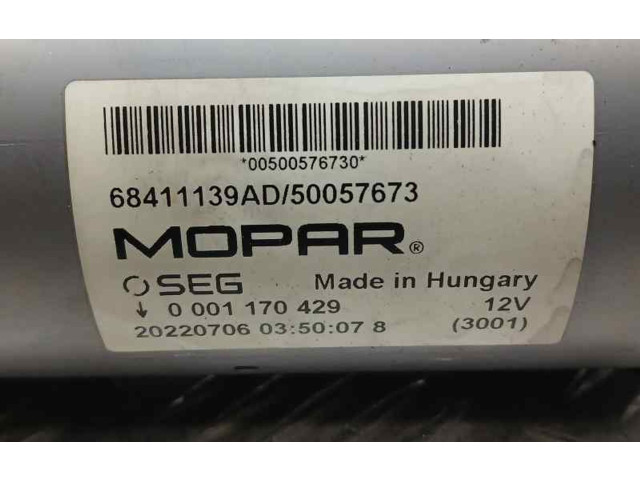 *00500576730*
68411139AD/50057673
MOPAR®
SEG Made in Hungary
↓ 0 001 170 429 12V
20220706 03:50:07 8 (3001)